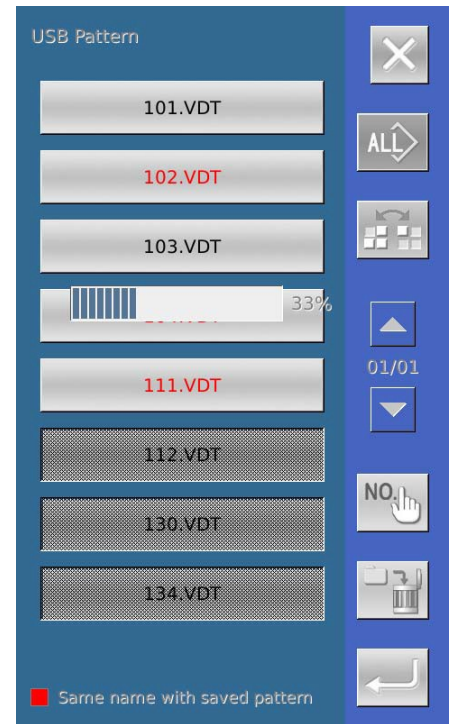 USB Pattern
101.VDT
ALL
102.VDT
103.VDT
33%
01/01
111.VDT
112.VDT
NO.
130.VDT
134.VDT
Same name with saved pattern